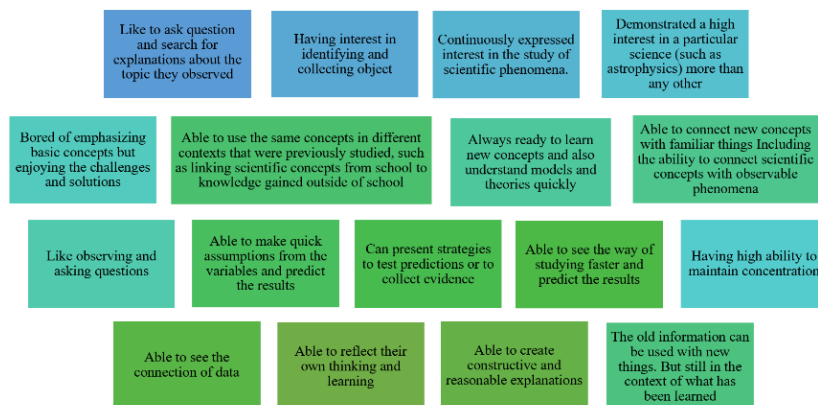 Like to ask question
and search for
explanations about the
topic they observed
Having interest in
identifying and
collecting object
Continuously expressed
interest in the study of
scientific phenomena.
Demonstrated a high
interest in a particular
science (such as
astrophysics) more than
any other
Bored of emphasizing
basic concepts but
enjoying the challenges
and solutions
Able to use the same concepts in different
contexts that were previously studied, such
as linking scientific concepts from school to
knowledge gained outside of school
Always ready to learn
new concepts and also
understand models and
theories quickly
Able to connect new concepts
with familiar things Including
the ability to connect scientific
concepts with observable
phenomena
Like observing and
asking questions
Able to make quick
assumptions from the
variables and predict
the results
Can present strategies
to test predictions or to
collect evidence
Able to see the way of
studying faster and
predict the results
Having high ability to
maintain concentration
Able to see the
connection of data
Able to reflect their
own thinking and
learning
Able to create
constructive and
reasonable explanations
The old information can
be used with new
things. But still in the
context of what has
been learned